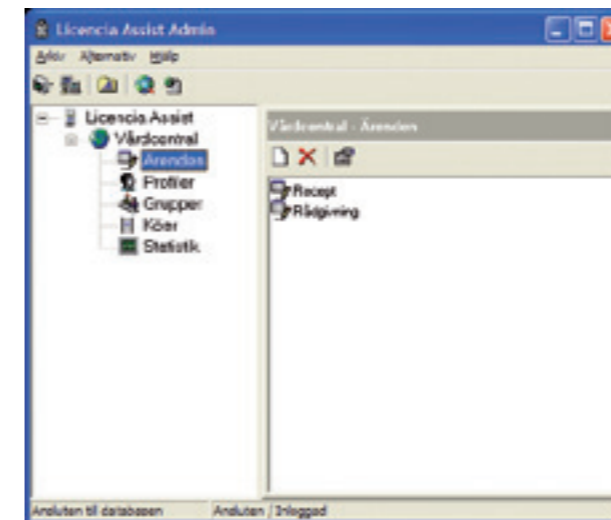 Licencia Assist Admin
Arkiv Alternativ Hjälp
Licencia Assist
Vårdcentral
Ärenden
Profiler
Grupper
Köer
Statistik
Vårdcentral - Ärenden
Recept
Rådgivning
Ansluten till databasen Ansluten / Inloggad